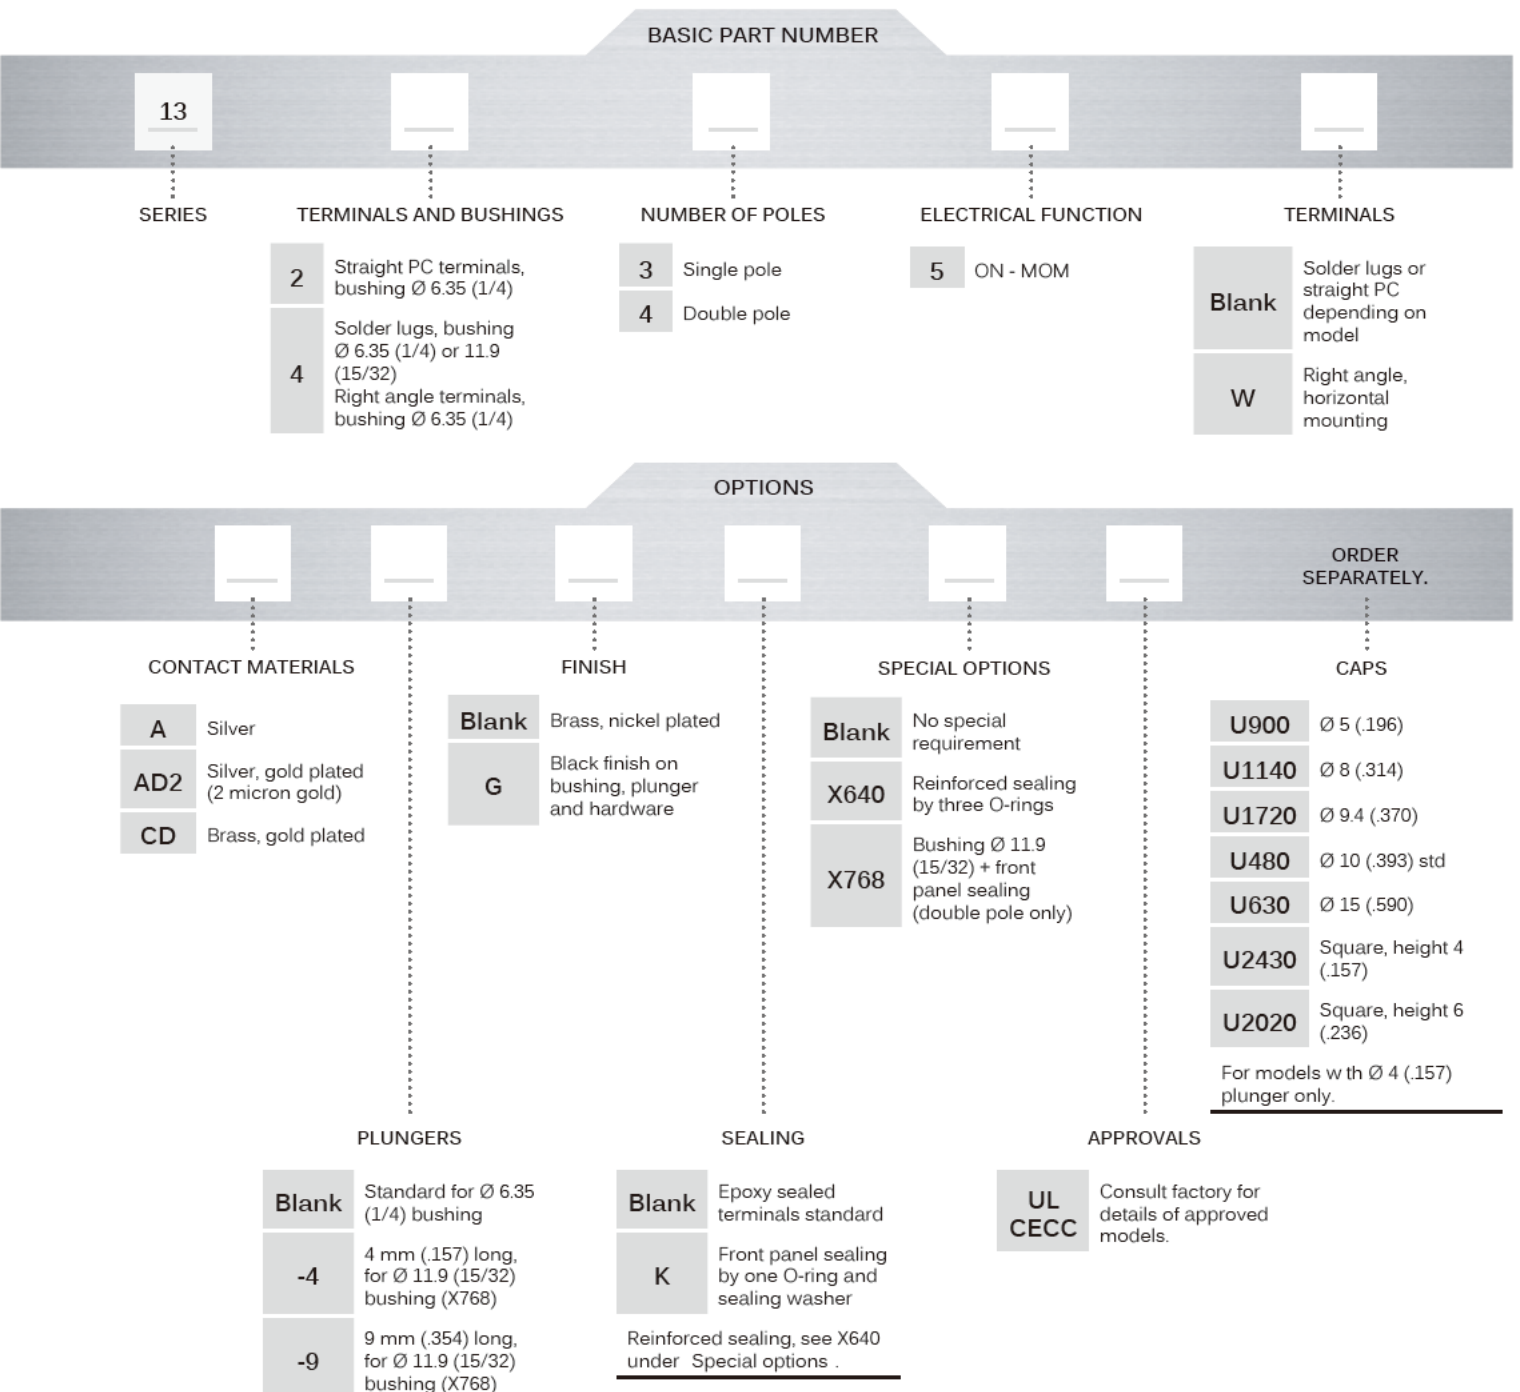 BASIC PART NUMBER
13
SERIES
TERMINALS AND BUSHINGS
2
Straight PC terminals,
bushing Ø 6.35 (1/4)
4
Solder lugs, bushing
Ø 6.35 (1/4) or 11.9
(15/32)
Right angle terminals,
bushing Ø 6.35 (1/4)
NUMBER OF POLES
3
Single pole
4
Double pole
ELECTRICAL FUNCTION
5
ON - MOM
TERMINALS
Blank
Solder lugs or
straight PC
depending on
model
W
Right angle,
horizontal
mounting
OPTIONS
ORDER
SEPARATELY.
CONTACT MATERIALS
A
Silver
AD2
Silver, gold plated
(2 micron gold)
CD
Brass, gold plated
FINISH
Blank
Brass, nickel plated
G
Black finish on
bushing, plunger
and hardware
SPECIAL OPTIONS
Blank
No special
requirement
X640
Reinforced sealing
by three O-rings
X768
Bushing Ø 11.9
(15/32) + front
panel sealing
(double pole only)
CAPS
U900
Ø 5 (.196)
U1140
Ø 8 (.314)
U1720
Ø 9.4 (.370)
U480
Ø 10 (.393) std
U630
Ø 15 (.590)
U2430
Square, height 4
(.157)
U2020
Square, height 6
(.236)
For models w th Ø 4 (.157)
plunger only.
PLUNGERS
Blank
Standard for Ø 6.35
(1/4) bushing
-4
4 mm (.157) long,
for Ø 11.9 (15/32)
bushing (X768)
-9
9 mm (.354) long,
for Ø 11.9 (15/32)
bushing (X768)
SEALING
Blank
Epoxy sealed
terminals standard
K
Front panel sealing
by one O-ring and
sealing washer
Reinforced sealing, see X640
under Special options .
APPROVALS
UL
CECC
Consult factory for
details of approved
models.